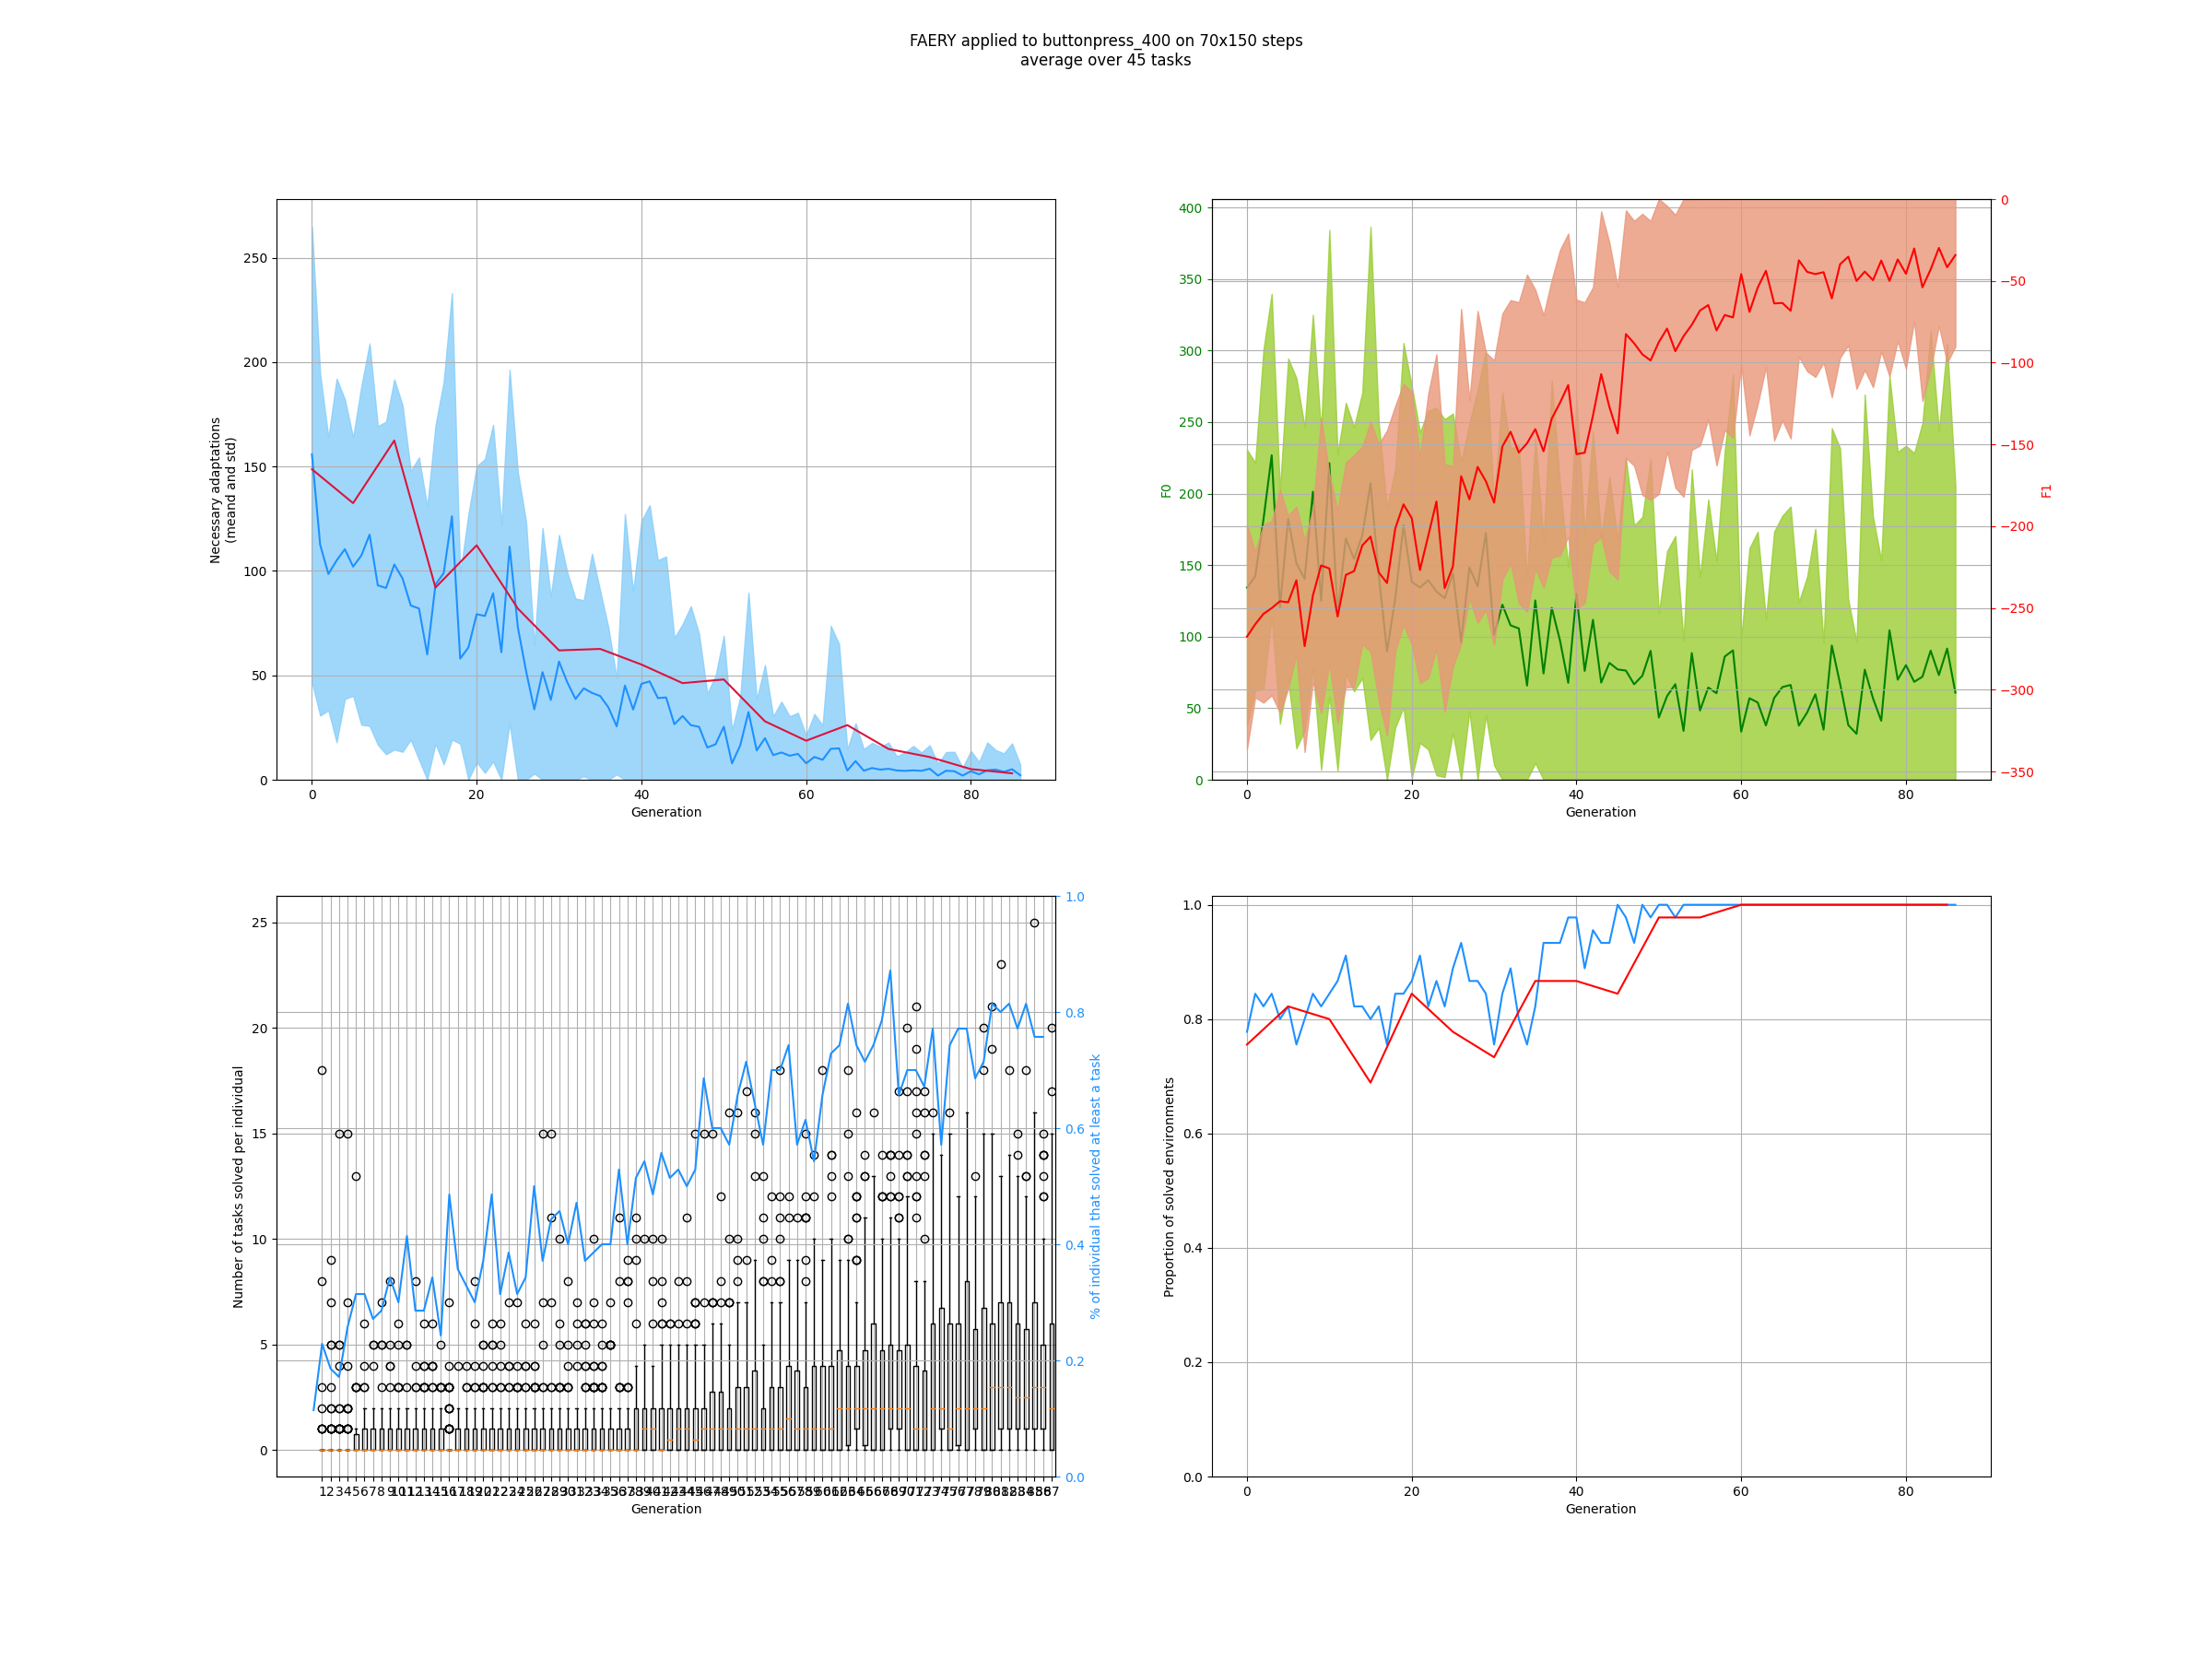 FAERY applied to buttonpress_400 on 70x150 steps
average over 45 tasks
Necessary adaptations
(meand and std)
250
200
150
100
50
0
0 20 40 60 80
Generation
F0
400
350
300
250
200
150
100
50
0
0
−50
−100
−150
−200
−250
−300
−350
F1
0 20 40 60 80
Generation
Number of tasks solved per individual
25
20
15
10
5
0
1.0
0.8
0.6
0.4
0.2
0.0
% of individual that solved at least a task
Generation
Proportion of solved environments
1.0
0.8
0.6
0.4
0.2
0.0
0 20 40 60 80
Generation